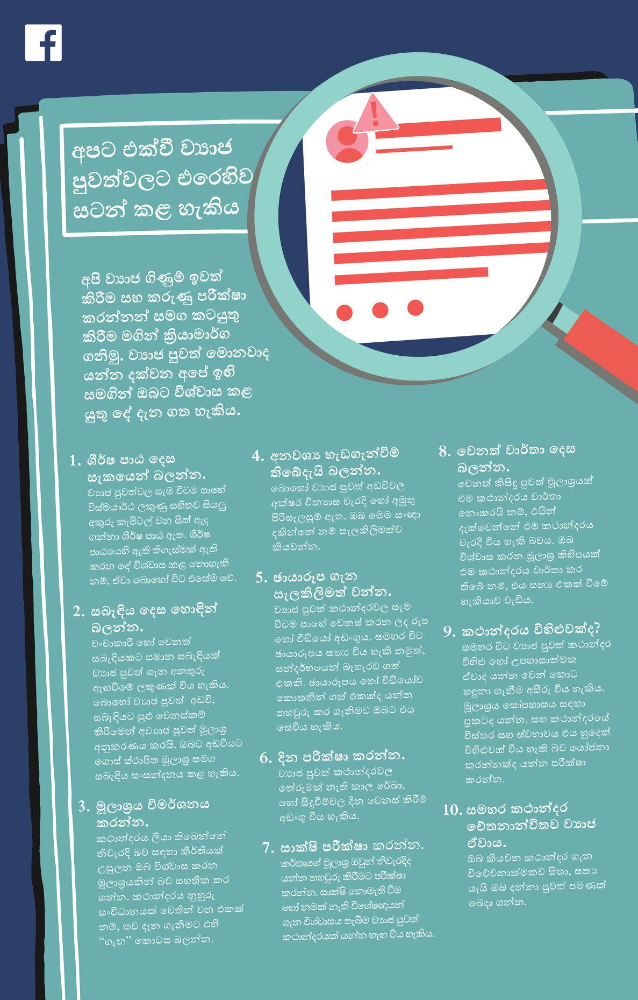 අපට එක්වී ව්‍යාජ
පුවත්වලට එරෙහිව
සටන් කළ හැකිය
අපි ව්‍යාජ ගිණුම් ඉවත්
කිරීම සහ කරුණු පරීක්ෂා
කරන්නන් සමග කටයුතු
කිරීම මගින් ක්‍රියාමාර්ග
ගනිමු. ව්‍යාජ පුවත් මොනවාද
යන්න දක්වන අපේ ඉඟි
සමගින් ඔබට විශ්වාස කළ
යුතු දේ දැන ගත හැකිය.
1. ශීර්ෂ පාඨ දෙස
සැකයෙන් බලන්න.
ව්‍යාජ පුවත්වල සැම විටම පාහේ
විස්මයාර්ථ ලකුණු සහිතව සියලු
අකුරු කැපිටල් වන සිත් ඇද
ගන්නා ශීර්ෂ පාඨ ඇත. ශීර්ෂ
පාඨයෙහි ඇති තිගැස්මක් ඇති
කරන දේ විශ්වාස කළ නොහැකි
නම්, ඒවා බොහෝ විට එසේම වේ.
2. සබැඳිය දෙස හොඳින්
බලන්න.
වංචාකාරී හෝ වෙනත්
සබැඳියකට සමාන සබැඳියක්
ව්‍යාජ පුවත් ගැන අනතුරු
ඇඟවීමේ ලකුණක් විය හැකිය.
බොහෝ ව්‍යාජ පුවත් අඩවි,
සබැඳියට සුළු වෙනස්කම්
කිරීමෙන් අව්‍යාජ පුවත් මූලාශ්‍ර
අනුකරණය කරයි. ඔබට අඩවියට
ගොස් ස්ථාපිත මූලාශ්‍ර සමග
සබැඳිය සංසන්දනය කළ හැකිය.
3. මූලාශ්‍රය විමර්ශනය
කරන්න.
කථාන්දරය ලියා තිබෙන්නේ
නිවැරදි බව සඳහා කීර්තියක්
උසුලන ඔබ විශ්වාස කරන
මූලාශ්‍රයකින් බව සහතික කර
ගන්න. කථාන්දරය නුහුරු
සංවිධානයක් වෙතින් වන එකක්
නම්, තව දැන ගැනීමට එහි
“ගැන” කොටස බලන්න.
4. අනවශ්‍ය හැඩගැන්වීම්
තිබේදැයි බලන්න.
බොහෝ ව්‍යාජ පුවත් අඩවිවල
අක්ෂර වින්‍යාස වැරදි හෝ අමුතු
පිරිසැලසුම් ඇත. ඔබ මෙම සංඥා
දකින්නේ නම් සැලකිලිමත්ව
කියවන්න.
5. ඡායාරූප ගැන
සැලකිලිමත් වන්න.
ව්‍යාජ පුවත් කථාන්දරවල සැම
විටම පාහේ වෙනස් කරන ලද රූප
හෝ වීඩියෝ අඩංගුය. සමහර විට
ඡායාරූපය සත්‍ය විය හැකි නමුත්,
සන්දර්භයෙන් බැහැරව ගත්
එකකි. ඡායාරූපය හෝ වීඩියෝව
කොතනින් ගත් එකක්ද යන්න
තහවුරු කර ගැනීමට ඔබට එය
සෙවිය හැකිය.
6. දින පරීක්ෂා කරන්න.
ව්‍යාජ පුවත් කථාන්දරවල
තේරුමක් නැති කාල රේඛා,
හෝ සිදුවීම්වල දින වෙනස් කිරීම්
අඩංගු විය හැකිය.
7. සාක්ෂි පරීක්ෂා කරන්න.
කර්තෘගේ මූලාශ්‍ර ඔවුන් නිවැරදිද
යන්න තහවුරු කිරීමට පරීක්ෂා
කරන්න. සාක්ෂි නොමැති වීම
හෝ නමක් නැති විශේෂඥයන්
ගැන විශ්වාසය තැබීම ව්‍යාජ පුවත්
කථාන්දරයක් යන්න හැඟ විය හැකිය.
8. වෙනත් වාර්තා දෙස
බලන්න.
වෙනත් කිසිදු පුවත් මූලාශ්‍රයක්
එම කථාන්දරය වාර්තා
නොකරයි නම්, එයින්
දැක්වෙන්නේ එම කථාන්දරය
වැරදි විය හැකි බවය. ඔබ
විශ්වාස කරන මූලාශ්‍ර කිහිපයක්
එම කථාන්දරය වාර්තා කර
තිබේ නම්, එය සත්‍ය එකක් වීමේ
හැකියාව වැඩිය.
9. කථාන්දරය විහිළුවක්ද?
සමහර විට ව්‍යාජ පුවත් කථාන්දර
විහිළු හෝ උපහාසාත්මක
ඒවාද යන්න වෙන් කොට
හඳුනා ගැනීම අසීරු විය හැකිය.
මූලාශ්‍රය සෝපහාසය සඳහා
ප්‍රකටද යන්න, සහ කථාන්දරයේ
විස්තර සහ ස්වභාවය එය හුදෙක්
විහිළුවක් විය හැකි බව යෝජනා
කරන්නක්ද යන්න පරීක්ෂා
කරන්න.
10. සමහර කථාන්දර
චේතනාන්විතව ව්‍යාජ
ඒවාය.
ඔබ කියවන කථාන්දර ගැන
විවේචනාත්මකව සිතා, සත්‍ය
යැයි ඔබ දන්නා පුවත් පමණක්
බෙදා ගන්න.